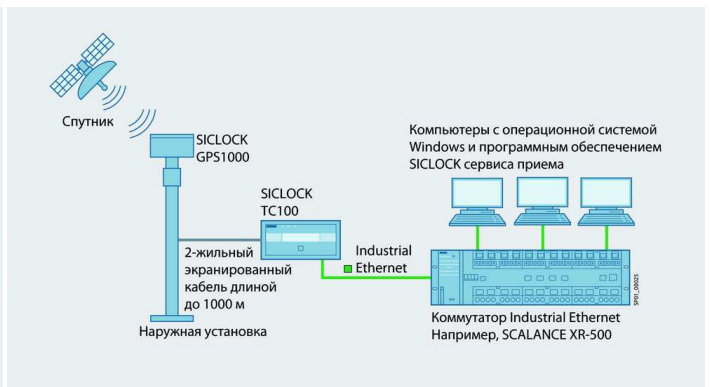 Спутник
SICLOCK
GPS1000
SICLOCK
TC100
2-жильный
экранированный
кабель длиной
до 1000 м
Наружная установка
Industrial
Ethernet
Компьютеры с операционной системой
Windows и программным обеспечением
SICLOCK сервиса приема
Коммутатор Industrial Ethernet
Например, SCALANCE XR-500
SP01_00025